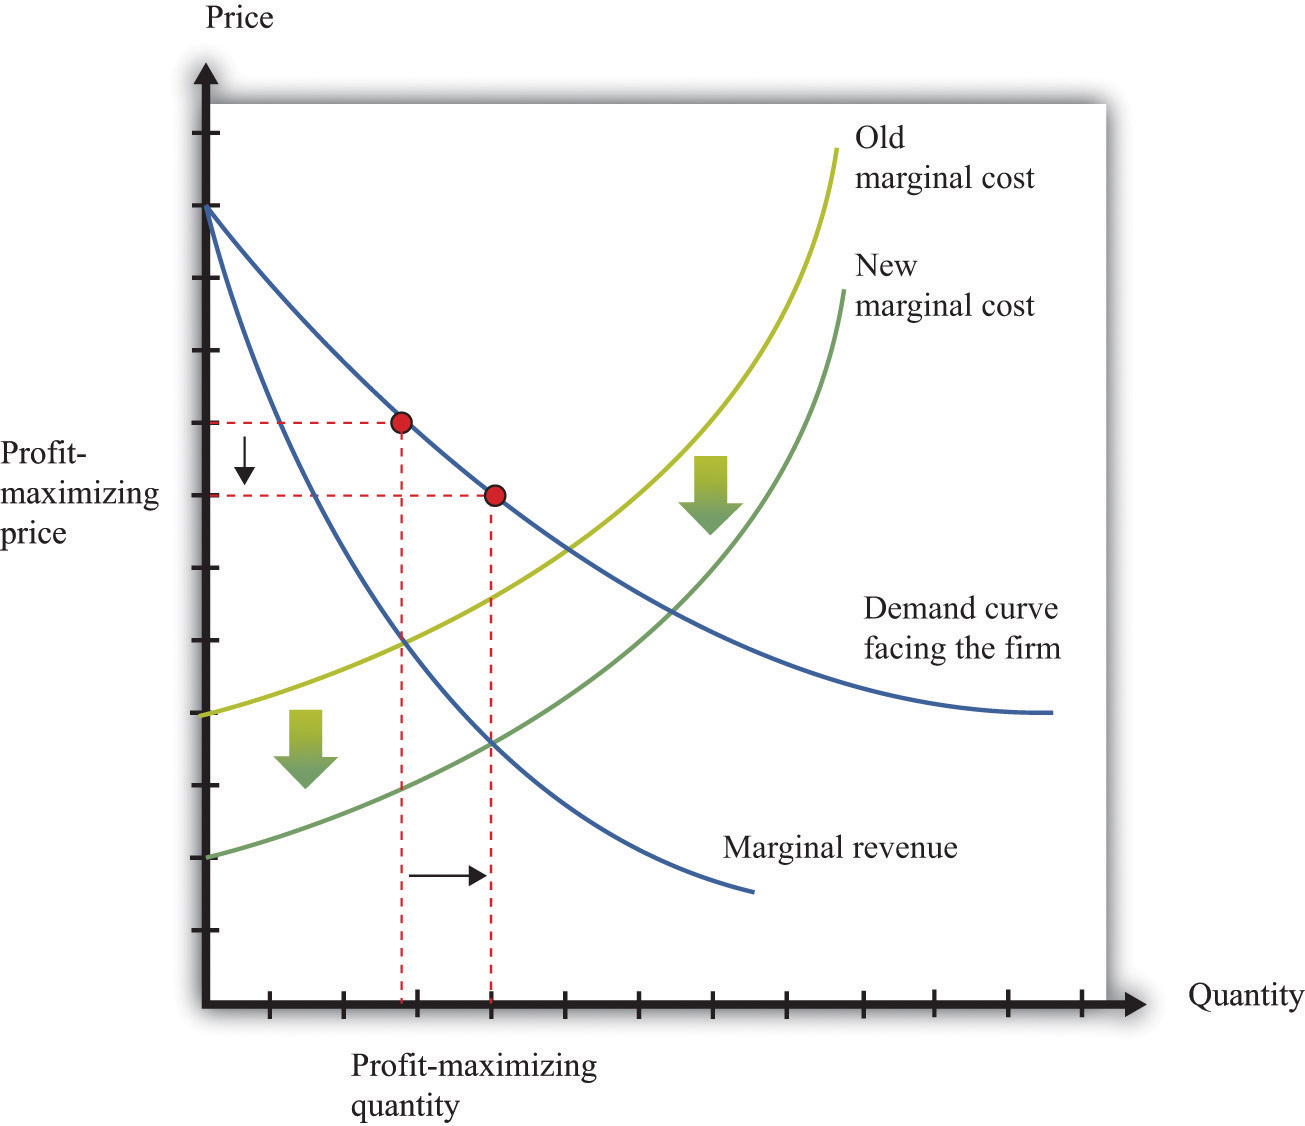 Price
Old
marginal cost
New
marginal cost
Profit-
maximizing
price
Demand curve
facing the firm
Marginal revenue
Quantity
Profit-maximizing
quantity